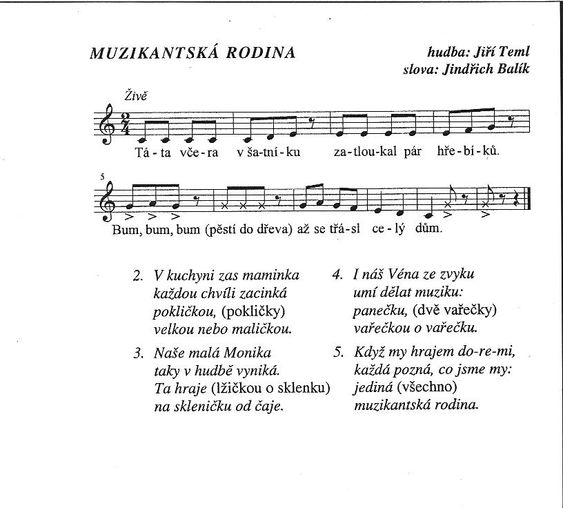 MUZIKANTSKÁ RODINA
hudba: Jiří Teml
slova: Jindřich Balík
Živě
2
4
Tá - ta vče - ra v ša - tní - ku za - tlou - kal pár hře - bí - ků.
5
Bum, bum, bum (pěstí do dřeva) až se třá - sl ce - lý dům.
2. V kuchyni zas maminka
každou chvíli zacinká
pokličkou, (pokličky)
velkou nebo maličkou.
3. Naše malá Monika
taky v hudbě vyniká.
Ta hraje (lžičkou o sklenku)
na skleničku od čaje.
4. I náš Véna ze zvyku
umí dělat muziku:
panečku, (dvě vařečky)
vařečkou o vařečku.
5. Když my hrajem do-re-mi,
každá pozná, co jsme my:
jediná (všechno)
muzikantská rodina.